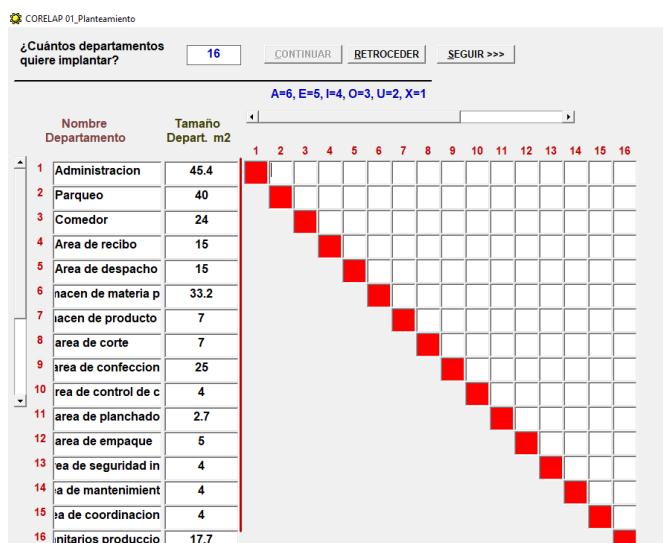 CORELAP 01_Planteamiento
¿Cuántos departamentos
quiere implantar?
16
CONTINUAR
RETROCEDER
SEGUIR >>>
A=6, E=5, I=4, O=3, U=2, X=1
Nombre
Departamento
Tamaño
Depart. m2
1 2 3 4 5 6 7 8 9 10 11 12 13 14 15 16
1 Administracion 45.4
2 Parqueo 40
3 Comedor 24
4 Area de recibo 15
5 Area de despacho 15
6 nacen de materia p 33.2
7 nacen de producto 7
8 area de corte 7
9 area de confeccion 25
10 rea de control de c 4
11 area de planchado 2.7
12 area de empaque 5
13 ea de seguridad in 4
14 a de mantenimient 4
15 ea de coordinacion 4
16 nitarios produccio 17.7